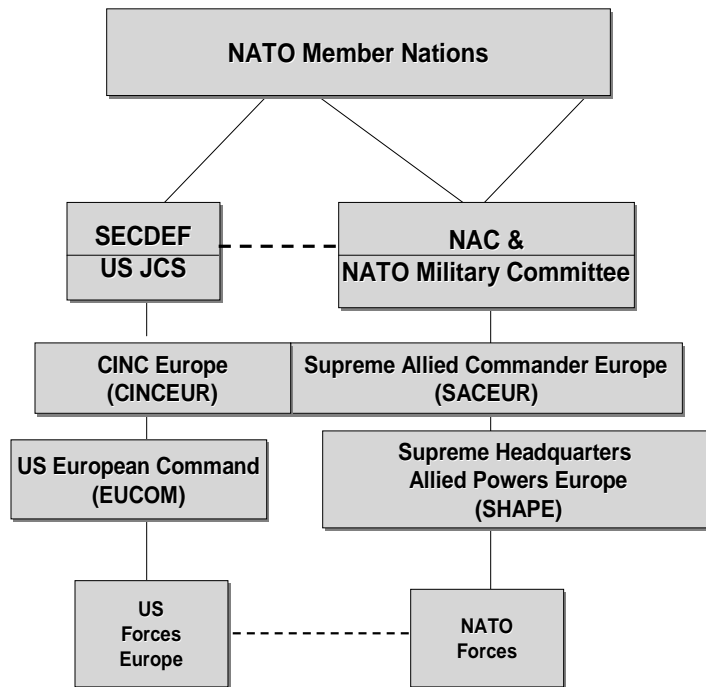 NATO Member Nations
SECDEF
US JCS
NAC &
NATO Military Committee
CINC Europe
(CINCEUR)
Supreme Allied Commander Europe
(SACEUR)
US European Command
(EUCOM)
Supreme Headquarters
Allied Powers Europe
(SHAPE)
US
Forces
Europe
NATO
Forces